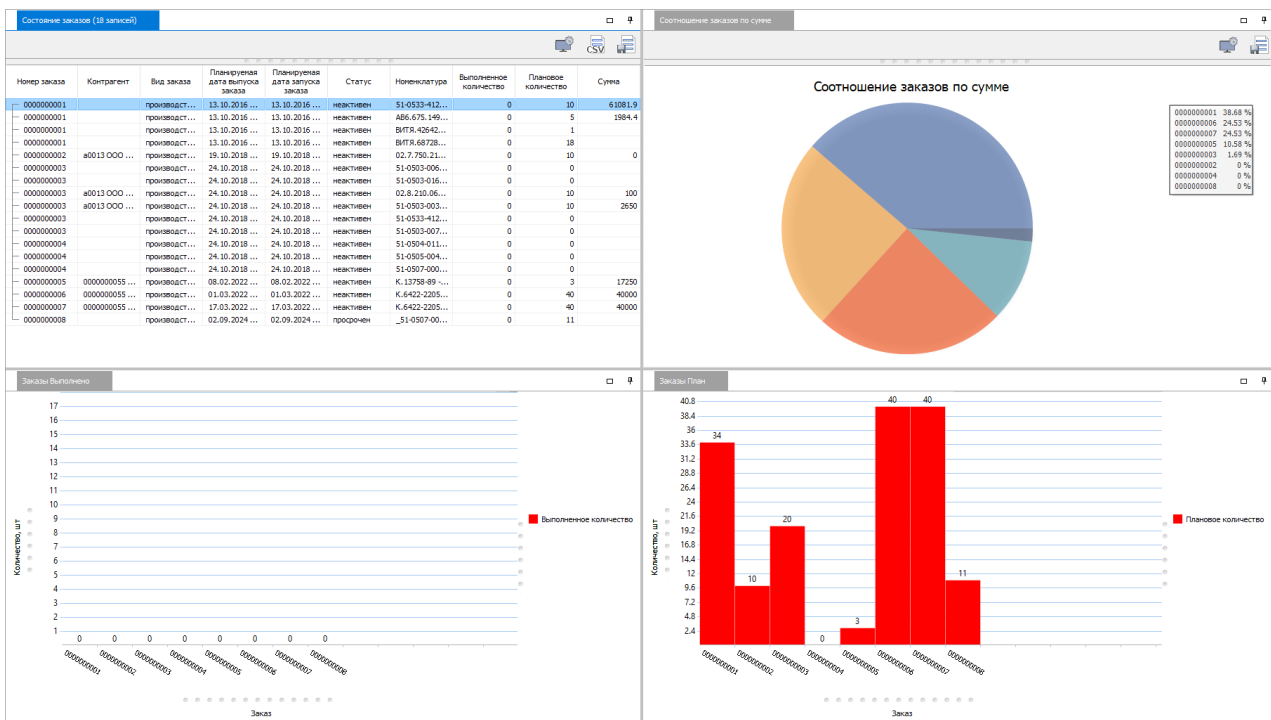 Состояние заказов (18 записей)
CSV
Номер заказа Контрагент Вид заказа Планируемая дата выпуска заказа Планируемая дата запуска заказа Статус Номенклатура Выполненное количество Плановое количество Сумма
0000000001 производст... 13.10.2016 ... 13.10.2016 ... неактивен 51-0533-412... 0 10 61081.9
0000000001 производст... 13.10.2016 ... 13.10.2016 ... неактивен АВ6.675.149... 0 5 1984.4
0000000001 производст... 13.10.2016 ... 13.10.2016 ... неактивен ВИТЯ.42642... 0 1
0000000001 производст... 13.10.2016 ... 13.10.2016 ... неактивен ВИТЯ.68728... 0 18
0000000002 а0013 ООО ... производст... 19.10.2018 ... 19.10.2018 ... неактивен 02.7.750.21... 0 10 0
0000000003 производст... 24.10.2018 ... 24.10.2018 ... неактивен 51-0503-006... 0 0
0000000003 производст... 24.10.2018 ... 24.10.2018 ... неактивен 51-0503-016... 0 0
0000000003 а0013 ООО ... производст... 24.10.2018 ... 24.10.2018 ... неактивен 02.8.210.06... 0 10 100
0000000003 а0013 ООО ... производст... 24.10.2018 ... 24.10.2018 ... неактивен 51-0503-003... 0 10 2650
0000000003 производст... 24.10.2018 ... 24.10.2018 ... неактивен 51-0533-412... 0 0
0000000003 производст... 24.10.2018 ... 24.10.2018 ... неактивен 51-0503-007... 0 0
0000000004 производст... 24.10.2018 ... 24.10.2018 ... неактивен 51-0504-011... 0 0
0000000004 производст... 24.10.2018 ... 24.10.2018 ... неактивен 51-0505-004... 0 0
0000000004 производст... 24.10.2018 ... 24.10.2018 ... неактивен 51-0507-000... 0 0
0000000005 0000000055 ... производст... 08.02.2022 ... 08.02.2022 ... неактивен К.13758-89 -... 0 3 17250
0000000006 0000000055 ... производст... 01.03.2022 ... 01.03.2022 ... неактивен К.6422-2205... 0 40 40000
0000000007 0000000055 ... производст... 17.03.2022 ... 17.03.2022 ... неактивен К.6422-2205... 0 40 40000
0000000008 производст... 02.09.2024 ... 02.09.2024 ... просрочен _51-0507-00... 0 11
Соотношение заказов по сумме
Соотношение заказов по сумме
0000000001 38.68 %
0000000006 24.53 %
0000000007 24.53 %
0000000005 10.58 %
0000000003 1.69 %
0000000002 0 %
0000000004 0 %
0000000008 0 %
Заказы Выполнено
17
16
15
14
13
12
11
10
9
8
7
6
5
4
3
2
1
Количество, шт
0 0 0 0 0 0 0 0
0000000001 0000000002 0000000003 0000000004 0000000005 0000000006 0000000007 0000000008
Заказ
Выполненное количество
Заказы План
40.8
38.4
36
33.6
31.2
28.8
26.4
24
21.6
19.2
16.8
14.4
12
9.6
7.2
4.8
2.4
Количество, шт
34 10 20 0 3 40 40 11
0000000001 0000000002 0000000003 0000000004 0000000005 0000000006 0000000007 0000000008
Заказ
Плановое количество